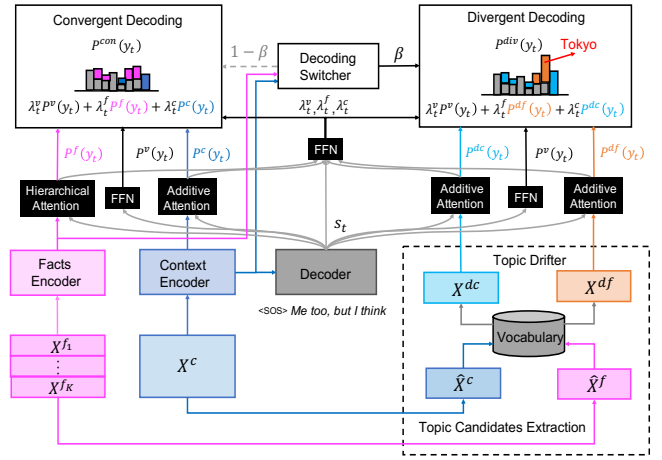 Convergent Decoding
P^{con}(y_t)
λ_t^v P^v(y_t) + λ_t^f P^f(y_t) + λ_t^c P^c(y_t)
1 − β
Decoding
Switcher
β
Divergent Decoding
P^{div}(y_t)
Tokyo
λ_t^v P^v(y_t) + λ_t^f P^{df}(y_t) + λ_t^c P^{dc}(y_t)
λ_t^v, λ_t^f, λ_t^c
P^f(y_t)
P^v(y_t)
P^c(y_t)
FFN
P^{dc}(y_t)
P^v(y_t)
P^{df}(y_t)
Hierarchical
Attention
FFN
Additive
Attention
Additive
Attention
FFN
Additive
Attention
s_t
Facts
Encoder
Context
Encoder
Decoder
<SOS> Me too, but I think
Topic Drifter
X^{dc}
X^{df}
Vocabulary
X^{f_1}
⋮
X^{f_K}
X^c
X̂^c
X̂^f
Topic Candidates Extraction